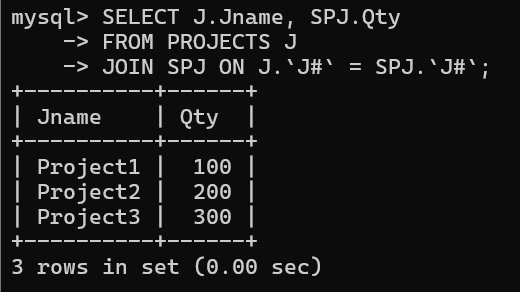 mysql> SELECT J.Jname, SPJ.Qty
    -> FROM PROJECTS J
    -> JOIN SPJ ON J.`J#` = SPJ.`J#`;
+----------+------+
| Jname    | Qty  |
+----------+------+
| Project1 |  100 |
| Project2 |  200 |
| Project3 |  300 |
+----------+------+
3 rows in set (0.00 sec)